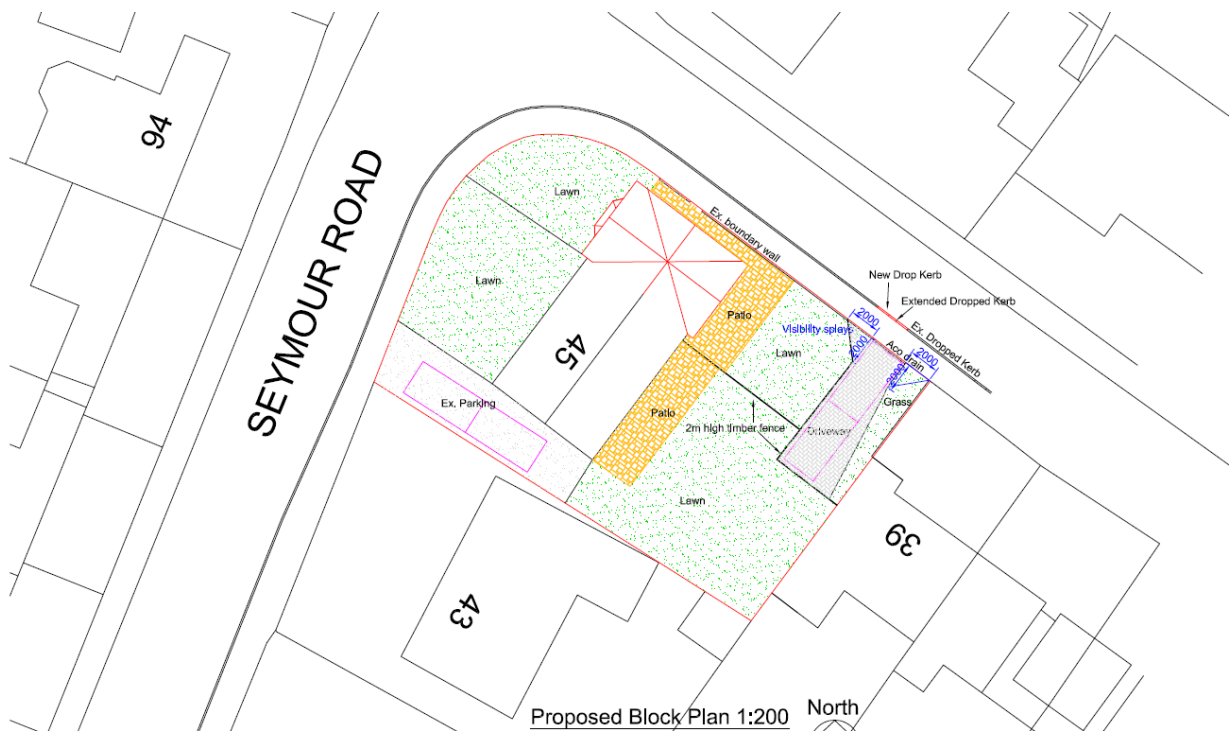 94
SEYMOUR ROAD
Lawn
Ex. boundary wall
New Drop Kerb
Extended Dropped Kerb
Lawn
Patio
Visibility splays
2000
2000
Ex. Dropped Kerb
Aco drain
2000
2000
Lawn
45
Grass
Ex. Parking
Patio
2m high timber fence
Driveway
Lawn
39
43
Proposed Block Plan 1:200
North